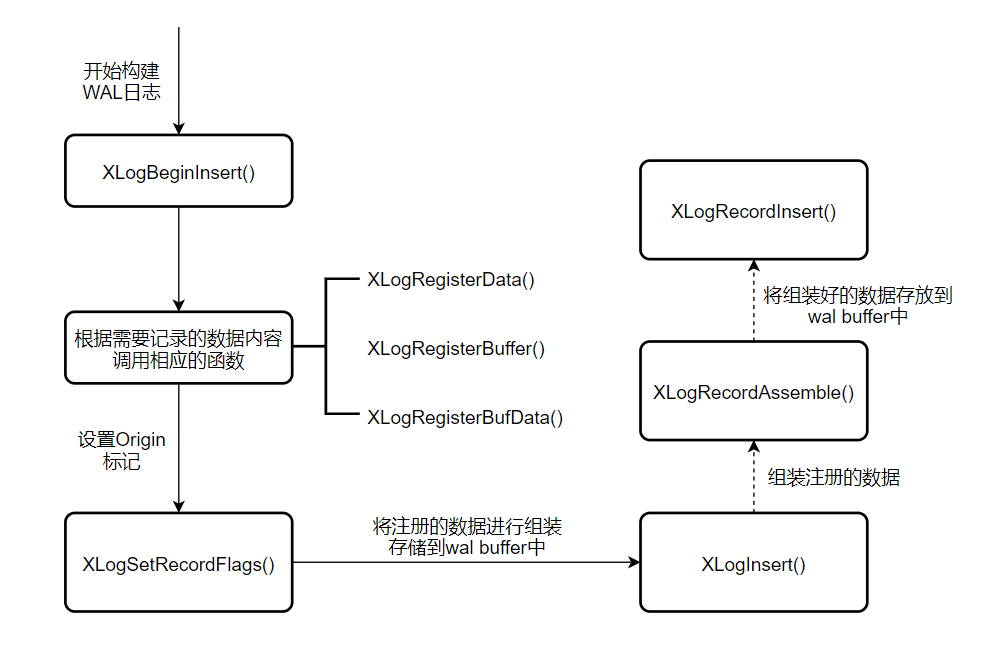 开始构建
WAL日志
XLogBeginInsert()
根据需要记录的数据内容
调用相应的函数
XLogRegisterData()
XLogRegisterBuffer()
XLogRegisterBufData()
设置Origin
标记
XLogSetRecordFlags()
将注册的数据进行组装
存储到wal buffer中
XLogInsert()
组装注册的数据
XLogRecordAssemble()
将组装好的数据存放到
wal buffer中
XLogRecordInsert()